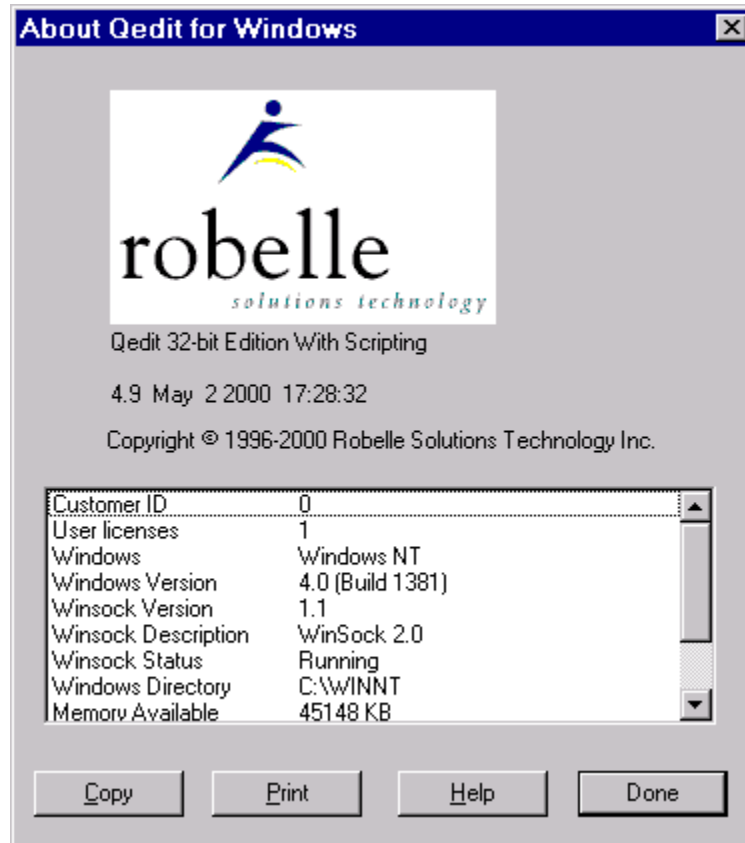 About Qedit for Windows
robelle
solutions technology
Qedit 32-bit Edition With Scripting
4.9 May 2 2000 17:28:32
Copyright © 1996-2000 Robelle Solutions Technology Inc.
Customer ID 0
User licenses 1
Windows Windows NT
Windows Version 4.0 (Build 1381)
Winsock Version 1.1
Winsock Description WinSock 2.0
Winsock Status Running
Windows Directory C:\WINNT
Memory Available 45148 KB
Copy Print Help Done